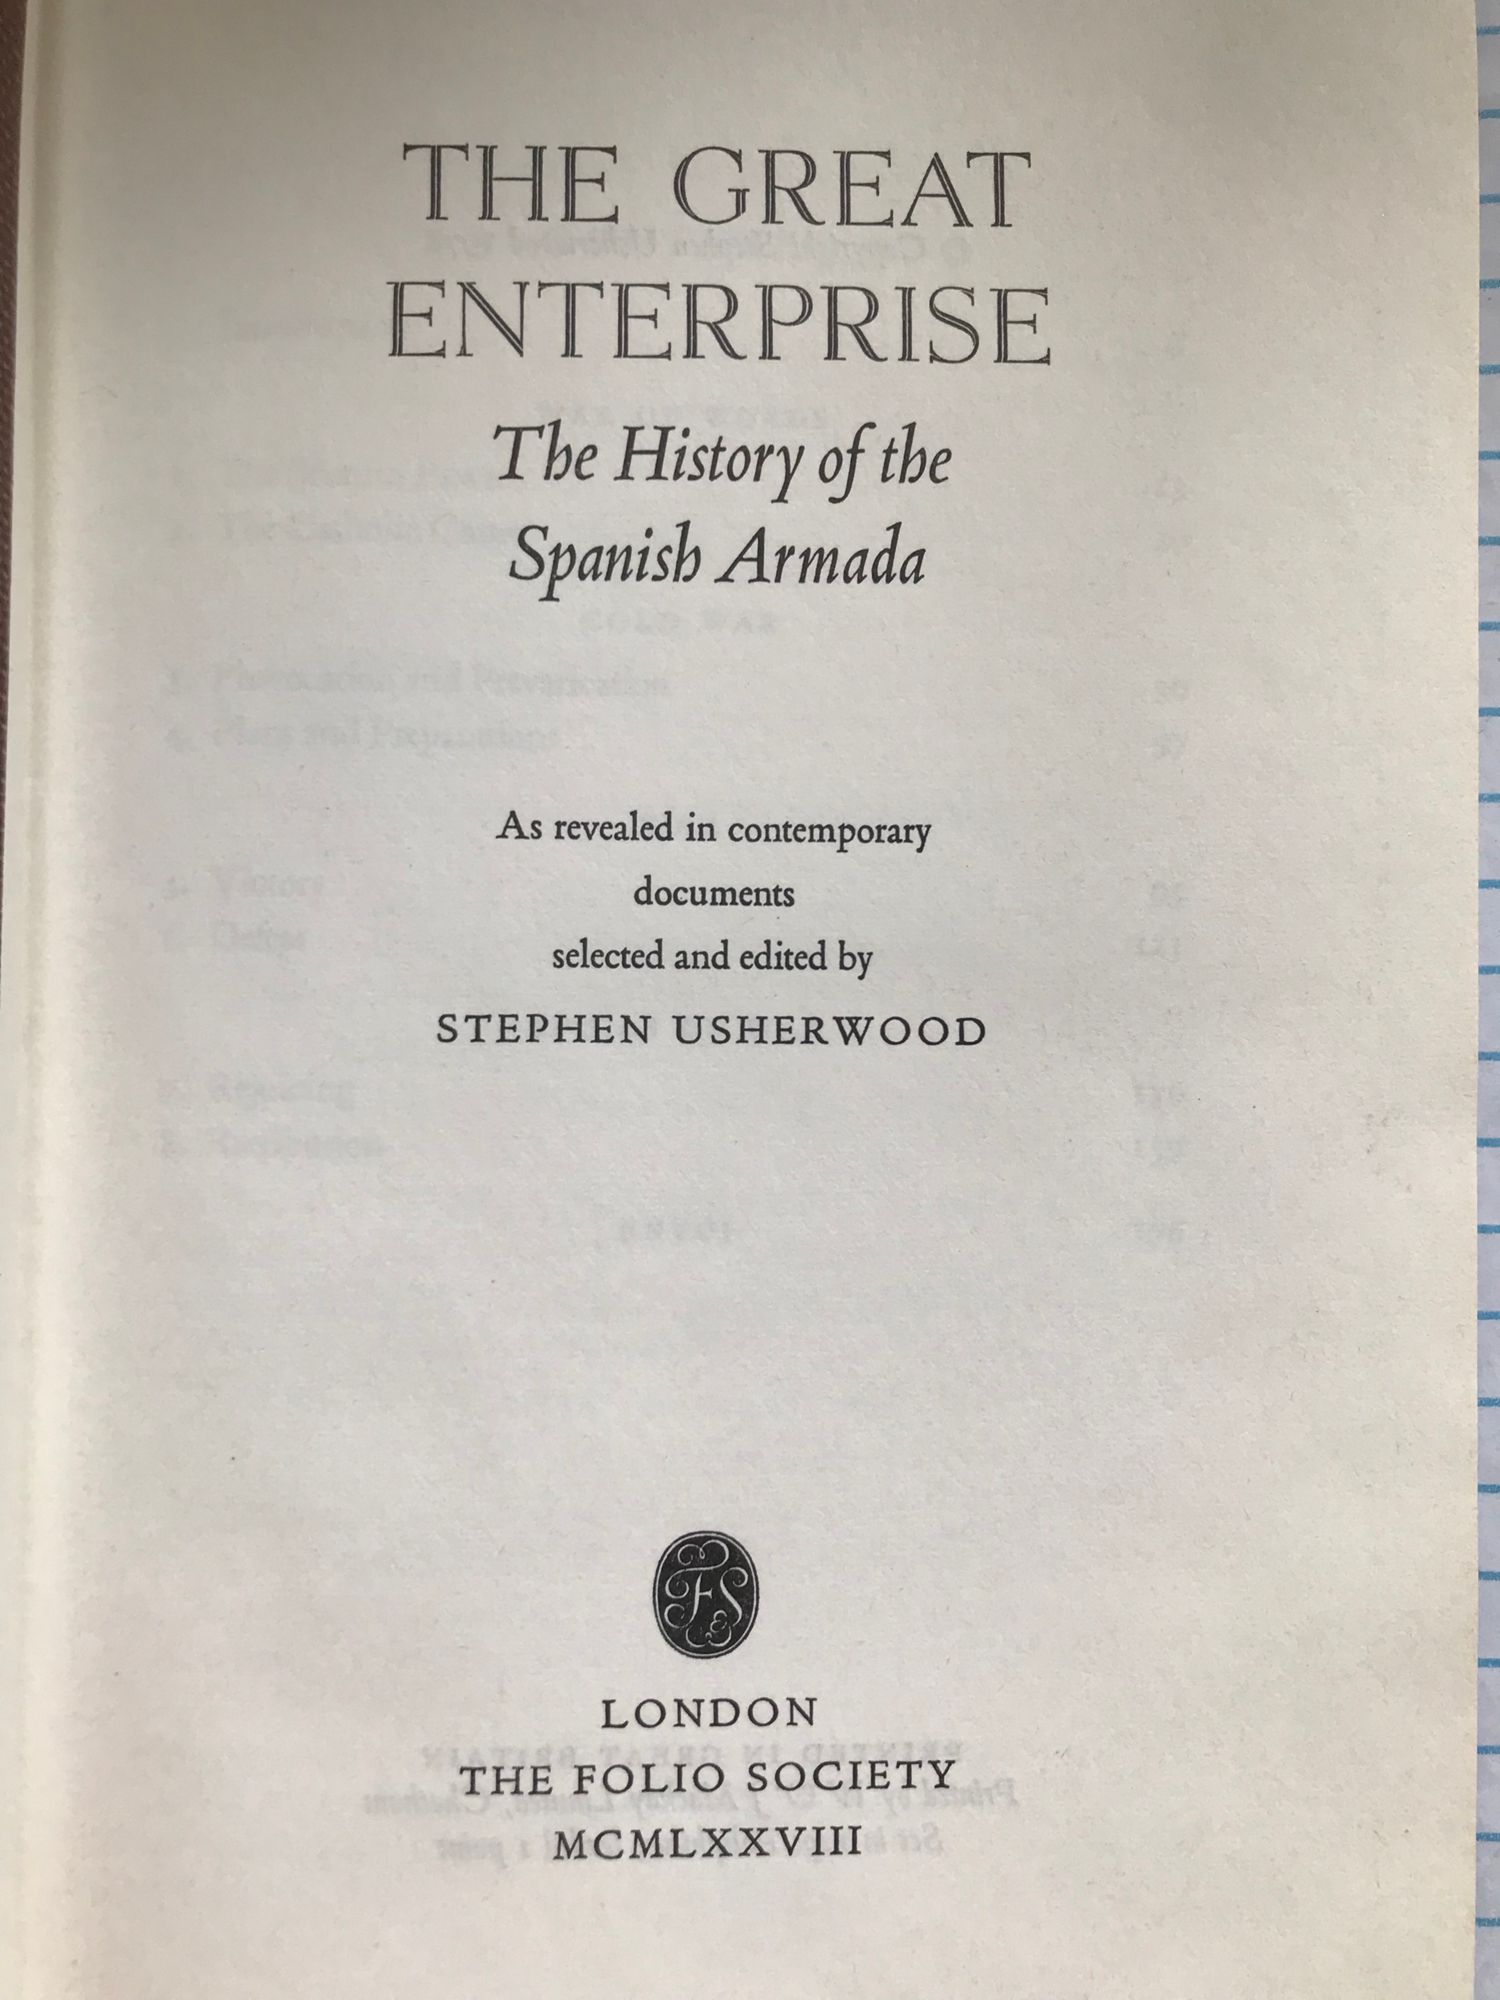 THE GREAT
ENTERPRISE
The History of the
Spanish Armada
As revealed in contemporary
documents
selected and edited by
STEPHEN USHERWOOD
FS
LONDON
THE FOLIO SOCIETY
MCMLXXVIII